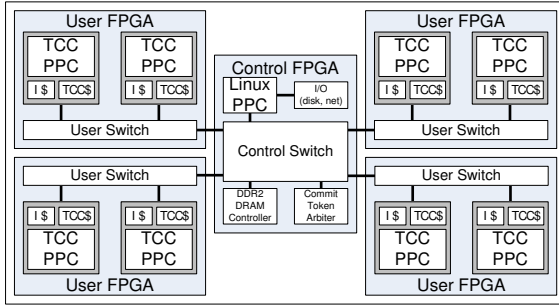 User FPGA
TCC
PPC
I $
TCC$
TCC
PPC
I $
TCC$
User Switch
Control FPGA
Linux
PPC
I/O
(disk, net)
Control Switch
DDR2
DRAM
Controller
Commit
Token
Arbiter
User FPGA
TCC
PPC
I $
TCC$
TCC
PPC
I $
TCC$
User Switch
User Switch
I $
TCC$
TCC
PPC
I $
TCC$
TCC
PPC
User FPGA
User Switch
I $
TCC$
TCC
PPC
I $
TCC$
TCC
PPC
User FPGA